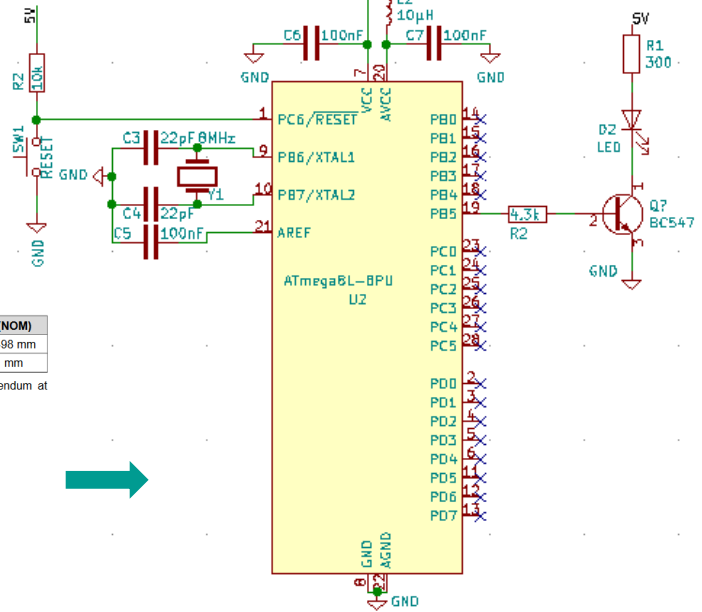 5V
10µH
C6
100nF
C7
100nF
GND
GND
5V
R1
300
R2
10k
7
20
VCC
AVCC
SW1
RESET
GND
1
PC6/RESET
C3
22pF
8MHz
9
PB6/XTAL1
GND
Y1
10
PB7/XTAL2
C4
22pF
C5
100nF
21
AREF
ATmega8L-8PU
U2
PB0
14
PB1
15
PB2
16
PB3
17
PB4
18
PB5
19
4.3k
R2
D2
LED
1
2
3
Q?
BC547
GND
PC0
23
PC1
24
PC2
25
PC3
26
PC4
27
PC5
28
PD0
2
PD1
3
PD2
4
PD3
5
PD4
6
PD5
11
PD6
12
PD7
13
GND
AGND
8
22
GND
NOM)
98 mm
mm
endum at